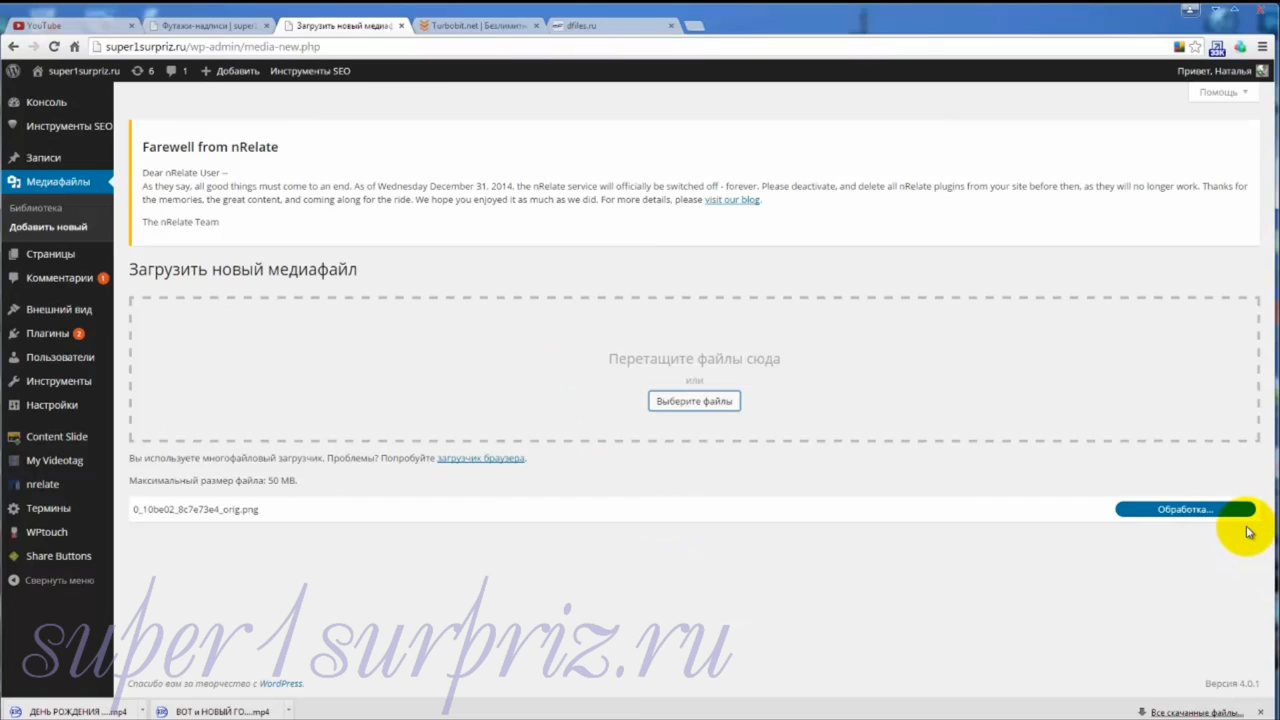 YouTube
Футажи-надписи | super
Загрузить новый медиаф
Turbobit.net | Безлимитн
dfiles.ru
super1surpriz.ru/wp-admin/media-new.php
33K
super1surpriz.ru 6 1 + Добавить Инструменты SEO
Привет, Наталья
Помощь
Консоль
Инструменты SEO
Записи
Медиафайлы
Библиотека
Добавить новый
Страницы
Комментарии 1
Внешний вид
Плагины 2
Пользователи
Инструменты
Настройки
Content Slide
My Videotag
nrelate
Термины
WPtouch
Share Buttons
Свернуть меню
Farewell from nRelate
Dear nRelate User --
As they say, all good things must come to an end. As of Wednesday December 31, 2014, the nRelate service will officially be switched off - forever. Please deactivate, and delete all nRelate plugins from your site before then, as they will no longer work. Thanks for
the memories, the great content, and coming along for the ride. We hope you enjoyed it as much as we did. For more details, please visit our blog.
The nRelate Team
Загрузить новый медиафайл
Перетащите файлы сюда
или
Выберите файлы
Вы используете многофайловый загрузчик. Проблемы? Попробуйте загрузчик браузера.
Максимальный размер файла: 50 MB.
0_10be02_8c7e73e4_orig.png
Обработка...
super1surpriz.ru
Спасибо вам за творчество с WordPress.
Версия 4.0.1
ДЕНЬ РОЖДЕНИЯ ....mp4
ВОТ и НОВЫЙ ГО....mp4
Все скачанные файлы...